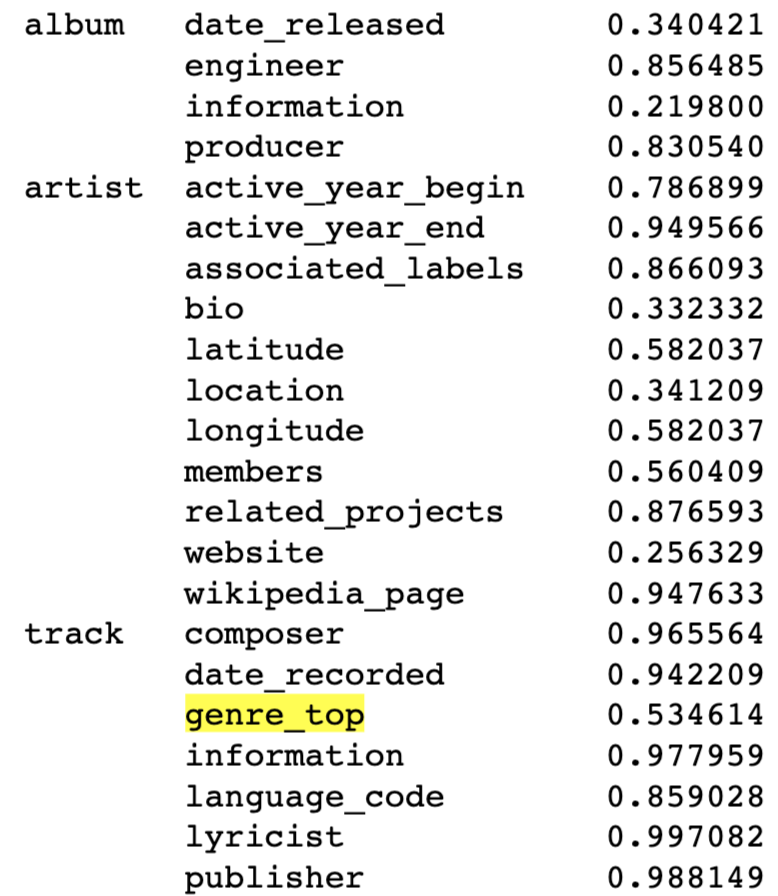 album date_released 0.340421
engineer 0.856485
information 0.219800
producer 0.830540
artist active_year_begin 0.786899
active_year_end 0.949566
associated_labels 0.866093
bio 0.332332
latitude 0.582037
location 0.341209
longitude 0.582037
members 0.560409
related_projects 0.876593
website 0.256329
wikipedia_page 0.947633
track composer 0.965564
date_recorded 0.942209
genre_top 0.534614
information 0.977959
language_code 0.859028
lyricist 0.997082
publisher 0.988149